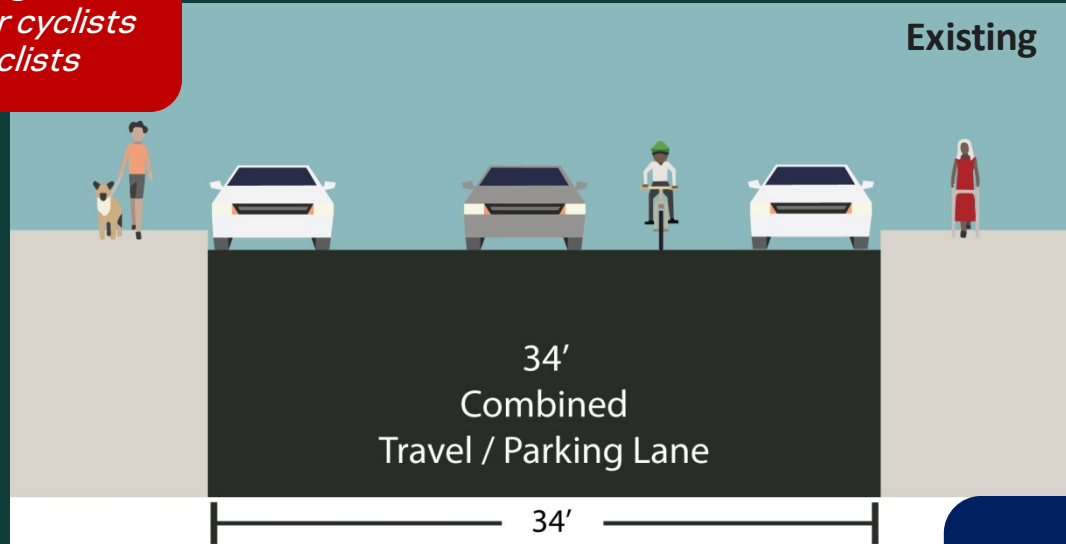 r cyclists
clists
Existing
34'
Combined
Travel / Parking Lane
34'